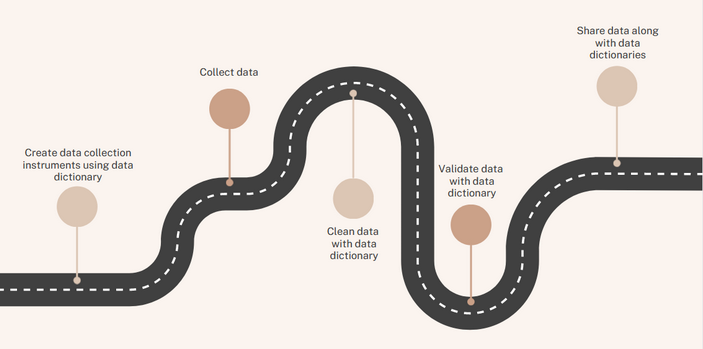 Create data collection
instruments using data
dictionary
Collect data
Clean data
with data
dictionary
Validate data
with data
dictionary
Share data along
with data
dictionaries